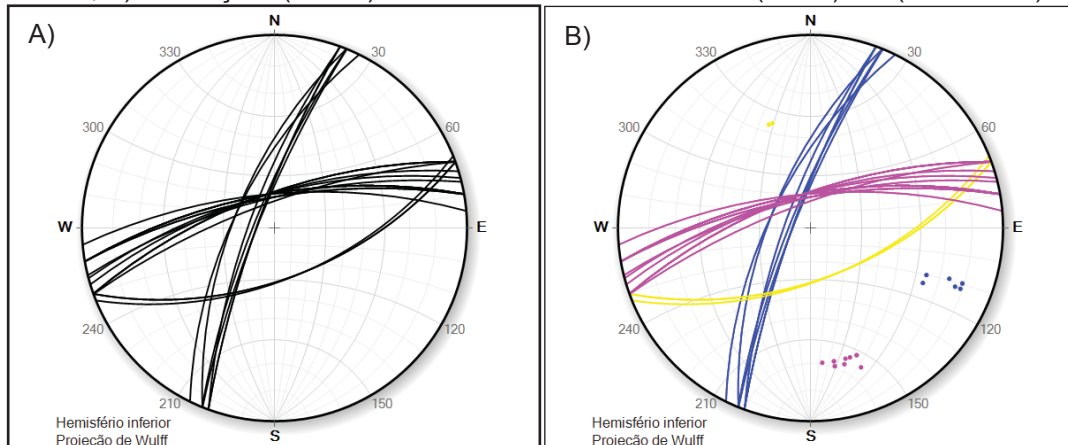 A)
N
30
60
E
120
150
S
210
240
W
300
330
Hemisfério inferior
Projeção de Wulff
B)
N
30
60
E
120
150
S
210
240
W
300
330
Hemisfério inferior
Projeção de Wulff